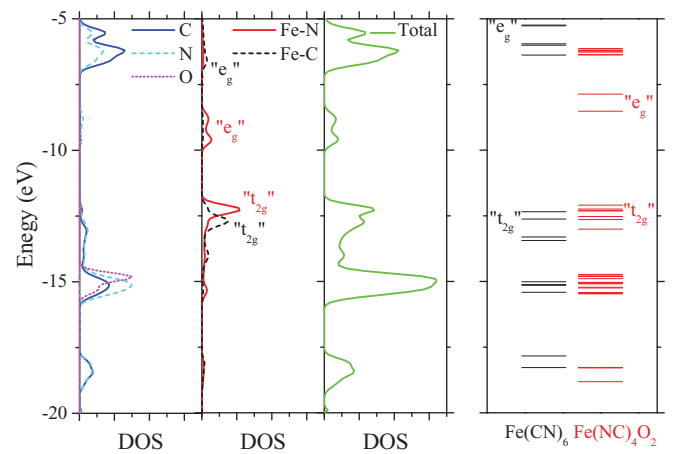 Enegy (eV)
-5
-10
-15
-20
C
N
O
DOS
Fe-N
Fe-C
"eg"
"eg"
"t2g"
"t2g"
DOS
Total
DOS
"eg"
"eg"
"t2g"
"t2g"
Fe(CN)6
Fe(NC)4O2